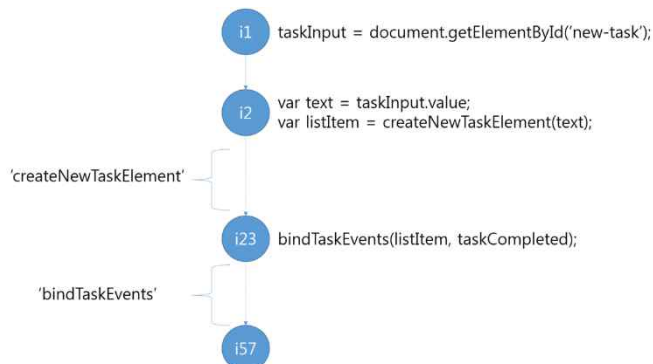 i1 taskInput = document.getElementById('new-task');
i2 var text = taskInput.value;
var listItem = createNewTaskElement(text);
'createNewTaskElement'
i23 bindTaskEvents(listItem, taskCompleted);
'bindTaskEvents'
i57